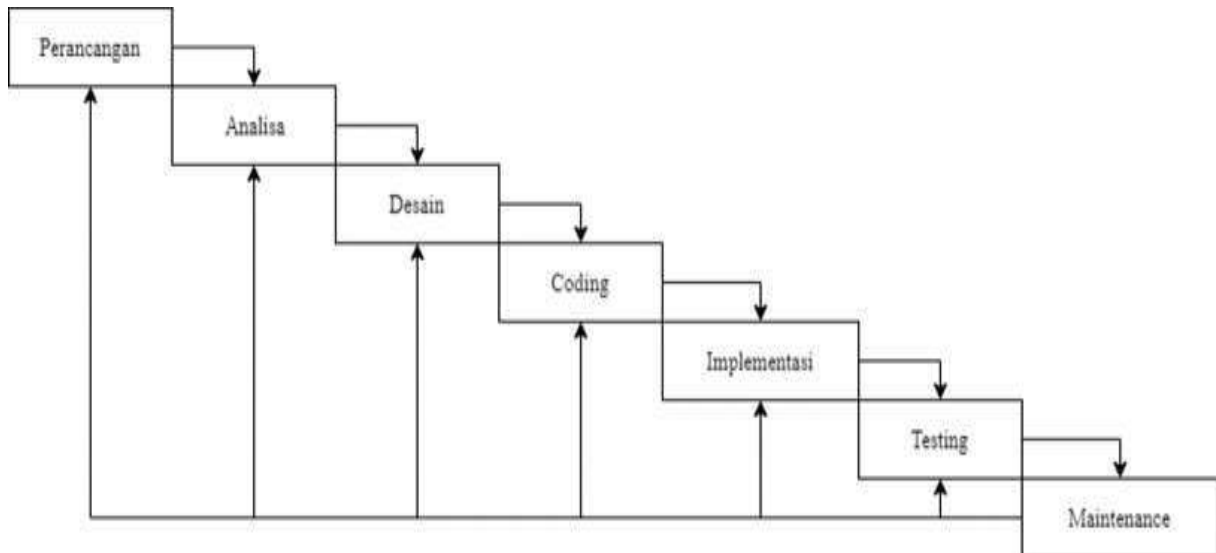 Perancangan
Analisa
Desain
Coding
Implementasi
Testing
Maintenance